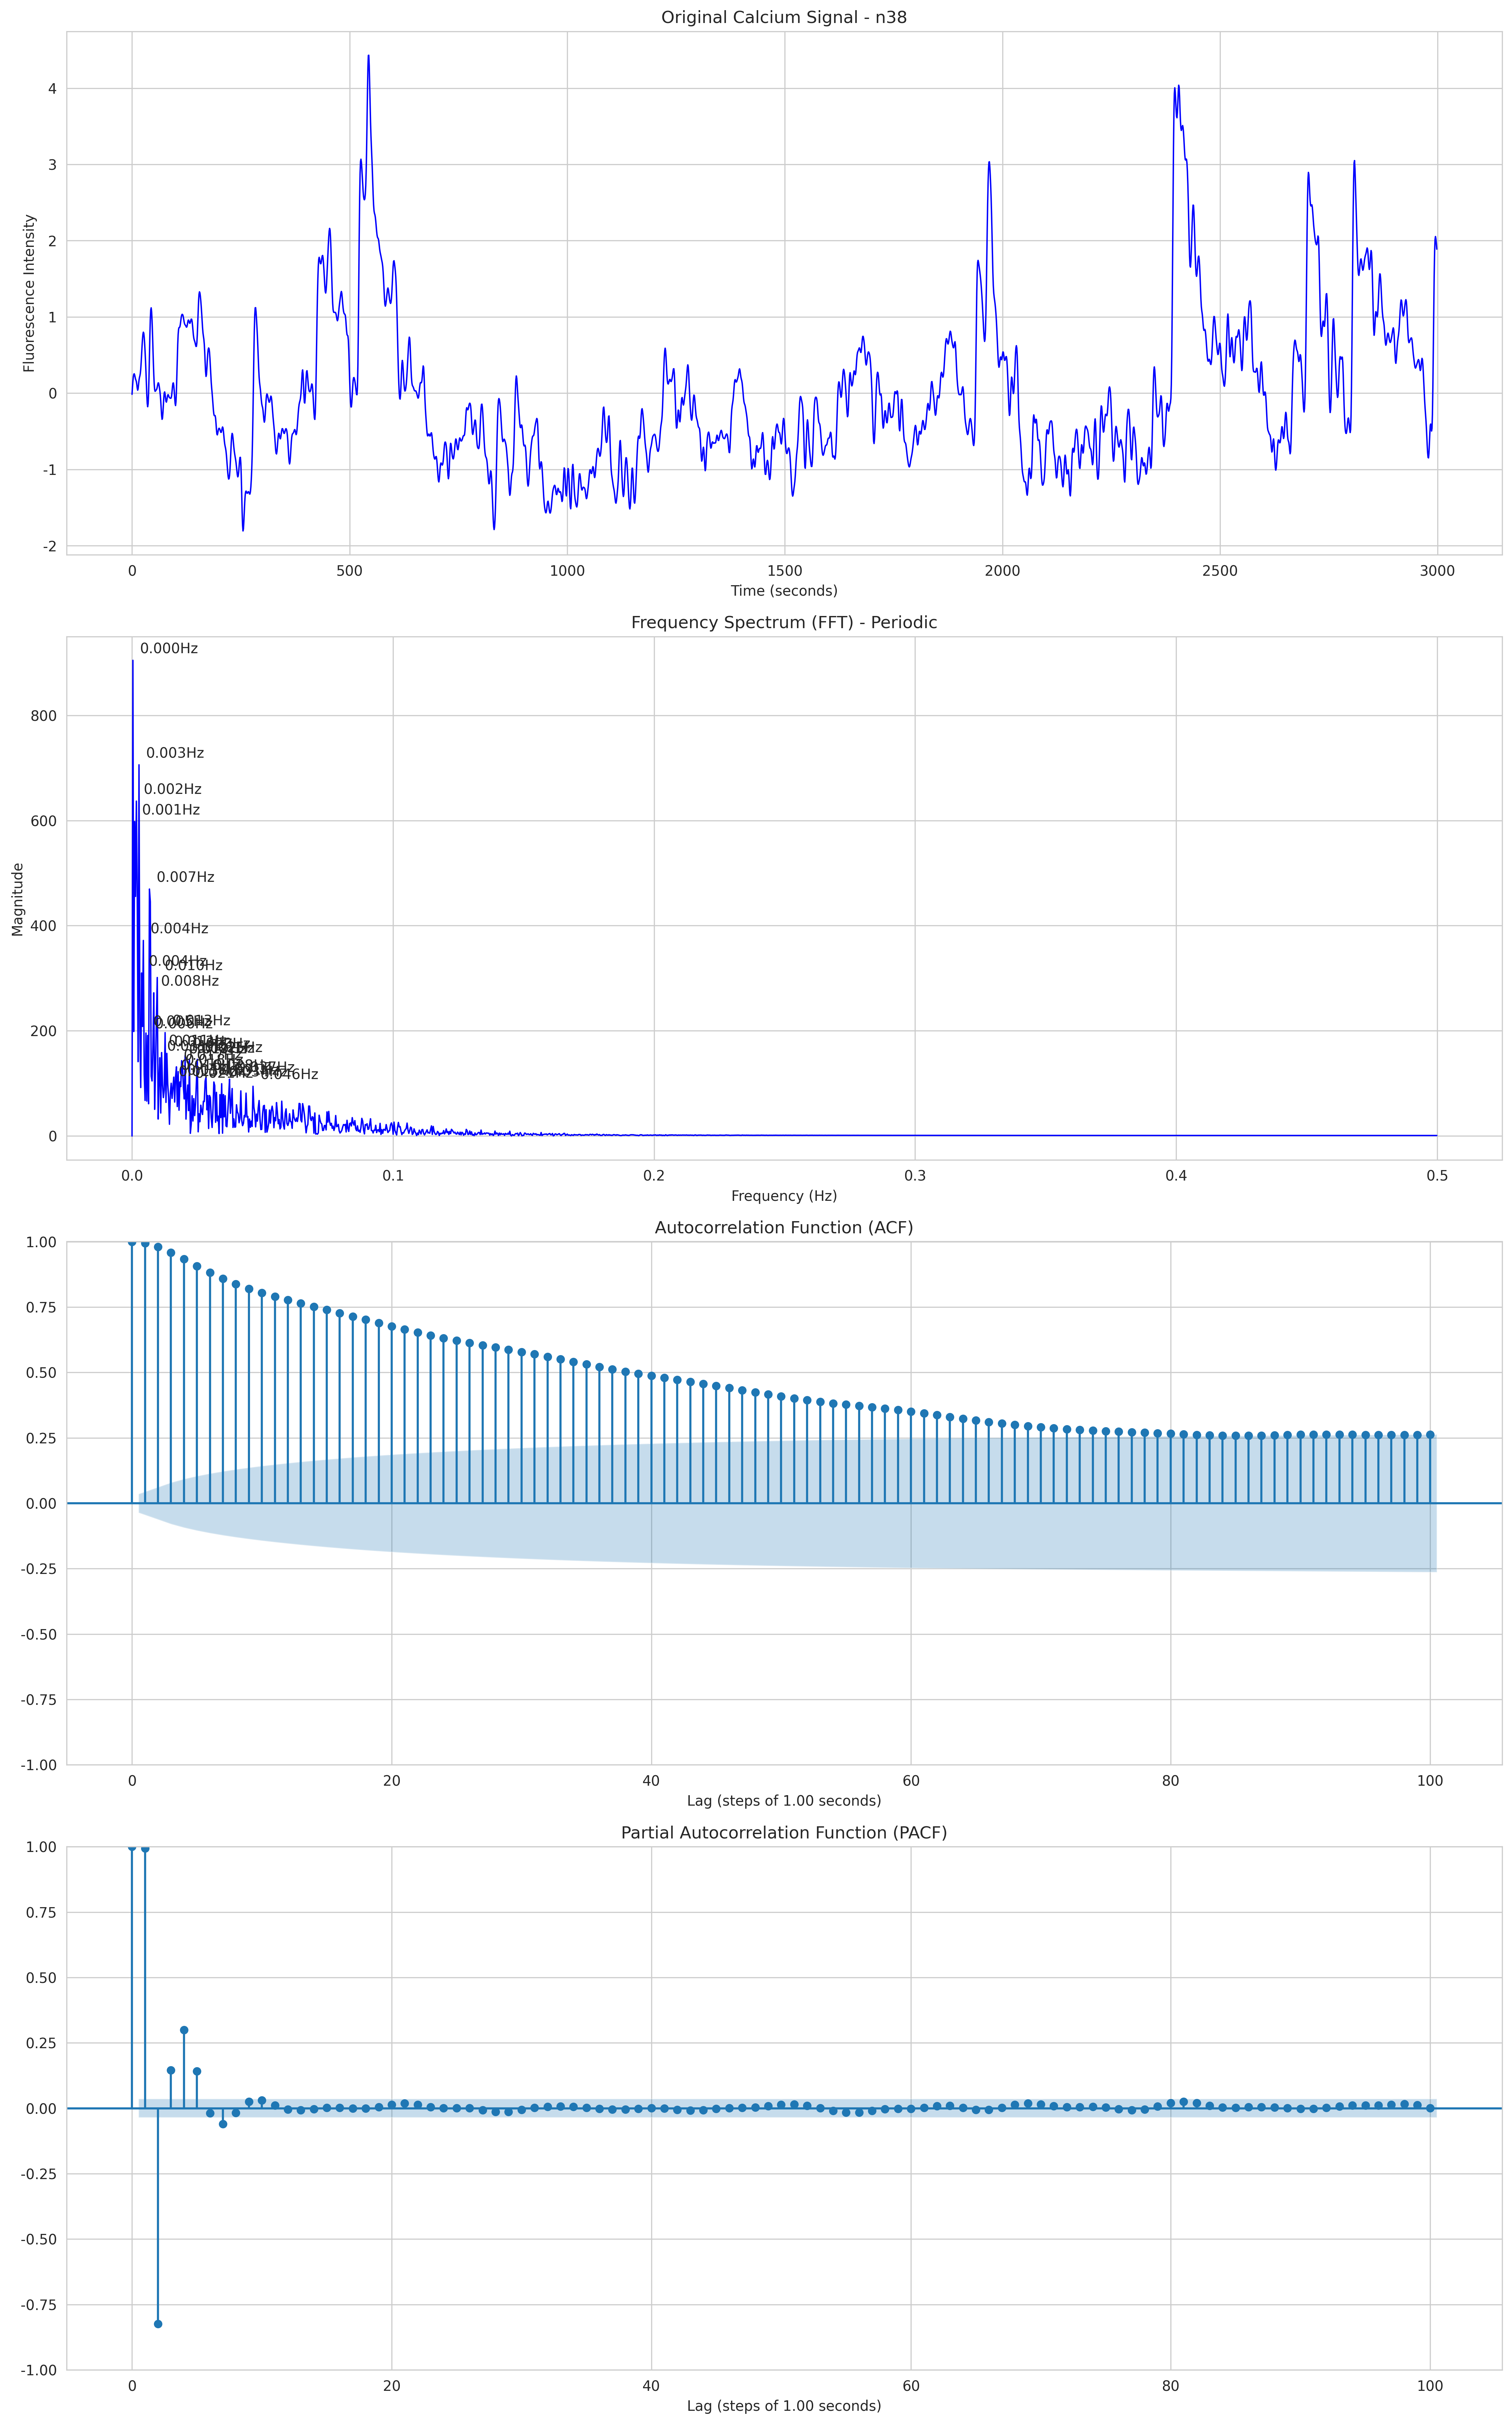 Original Calcium Signal - n38
Fluorescence Intensity
4
3
2
1
0
-1
-2
0 500 1000 1500 2000 2500 3000
Time (seconds)
Frequency Spectrum (FFT) - Periodic
Magnitude
800
600
400
200
0
0.000Hz
0.003Hz
0.002Hz
0.001Hz
0.007Hz
0.004Hz
0.004Hz
0.010Hz
0.008Hz
0.013Hz
0.006Hz
0.046Hz
0.0 0.1 0.2 0.3 0.4 0.5
Frequency (Hz)
Autocorrelation Function (ACF)
1.00
0.75
0.50
0.25
0.00
-0.25
-0.50
-0.75
-1.00
0 20 40 60 80 100
Lag (steps of 1.00 seconds)
Partial Autocorrelation Function (PACF)
1.00
0.75
0.50
0.25
0.00
-0.25
-0.50
-0.75
-1.00
0 20 40 60 80 100
Lag (steps of 1.00 seconds)